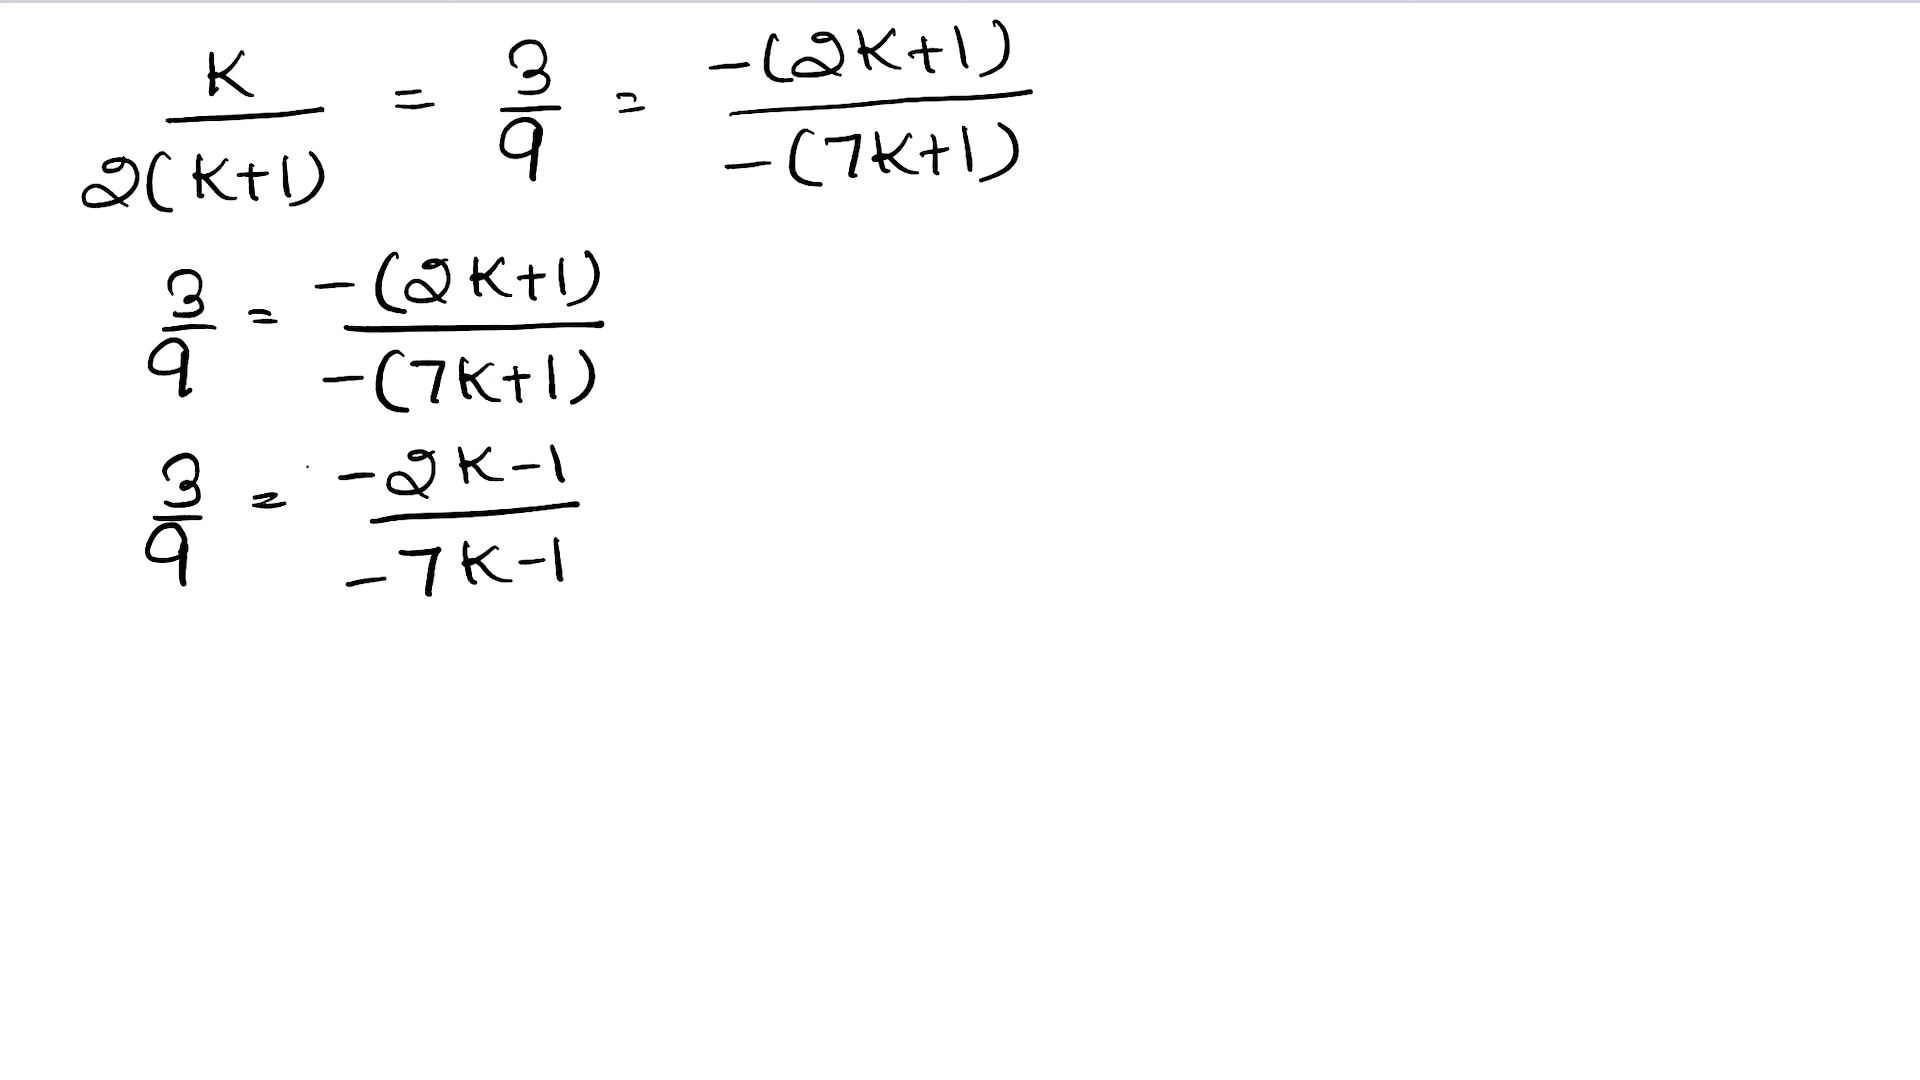 K/2(K+1) = 3/9 = -(2K+1)/-(7K+1)
3/9 = -(2K+1)/-(7K+1)
3/9 = -2K-1/-7K-1